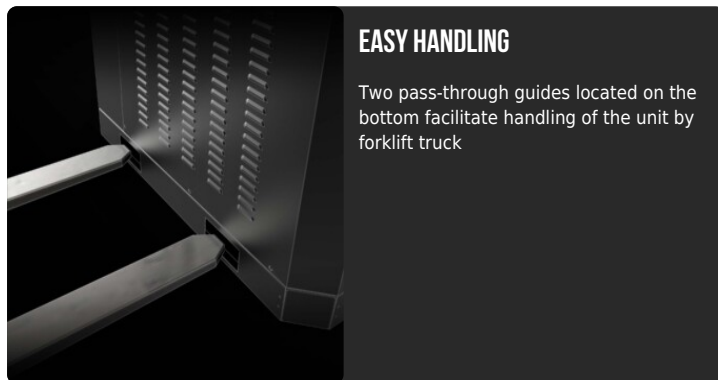 EASY HANDLING
Two pass-through guides located on the
bottom facilitate handling of the unit by
forklift truck